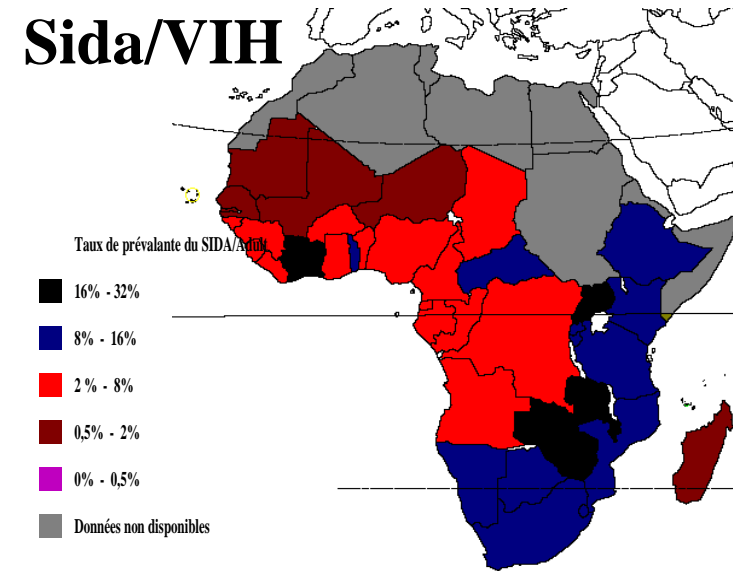 Sida/VIH
Taux de prévalante du SIDA/Adult
16% - 32%
8% - 16%
2 % - 8%
0,5% - 2%
0% - 0,5%
Données non disponibles